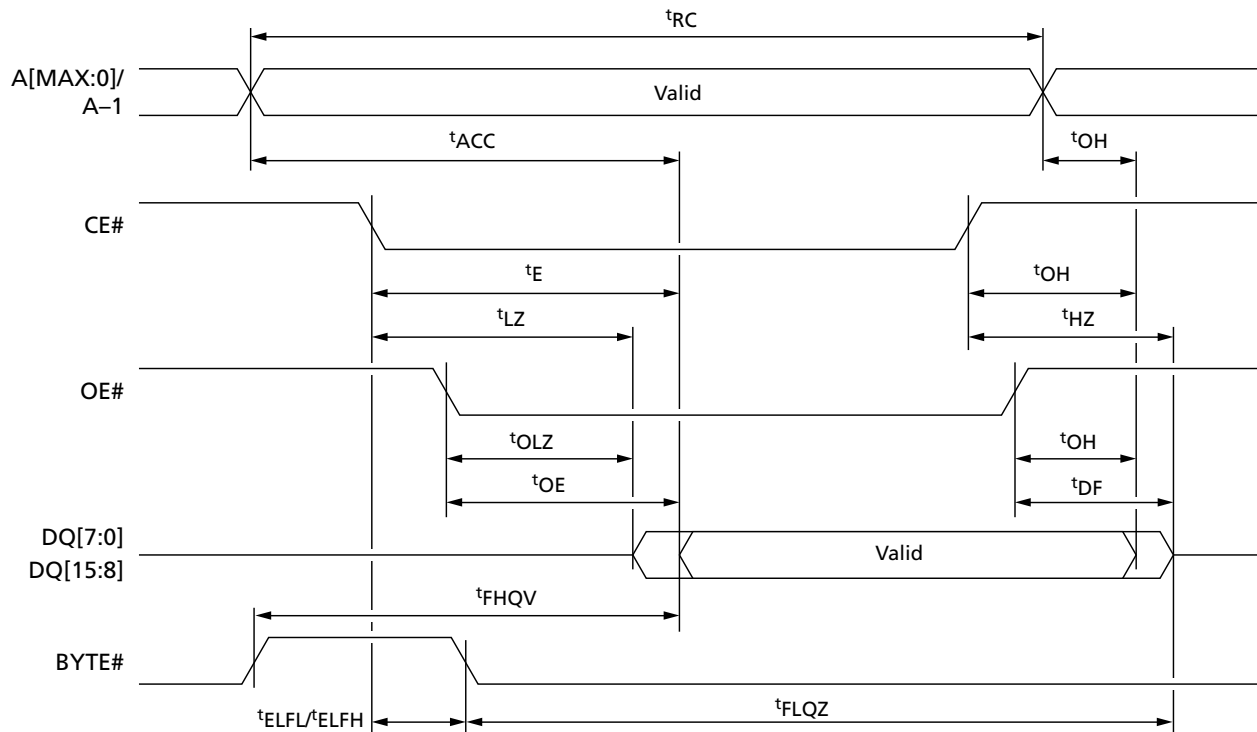 tRC
A[MAX:0]/
A–1
Valid
tACC
tOH
CE#
tE
tOH
tLZ
tHZ
OE#
tOLZ
tOH
tOE
tDF
DQ[7:0]
DQ[15:8]
Valid
tFHQV
BYTE#
tELFL/tELFH
tFLQZ